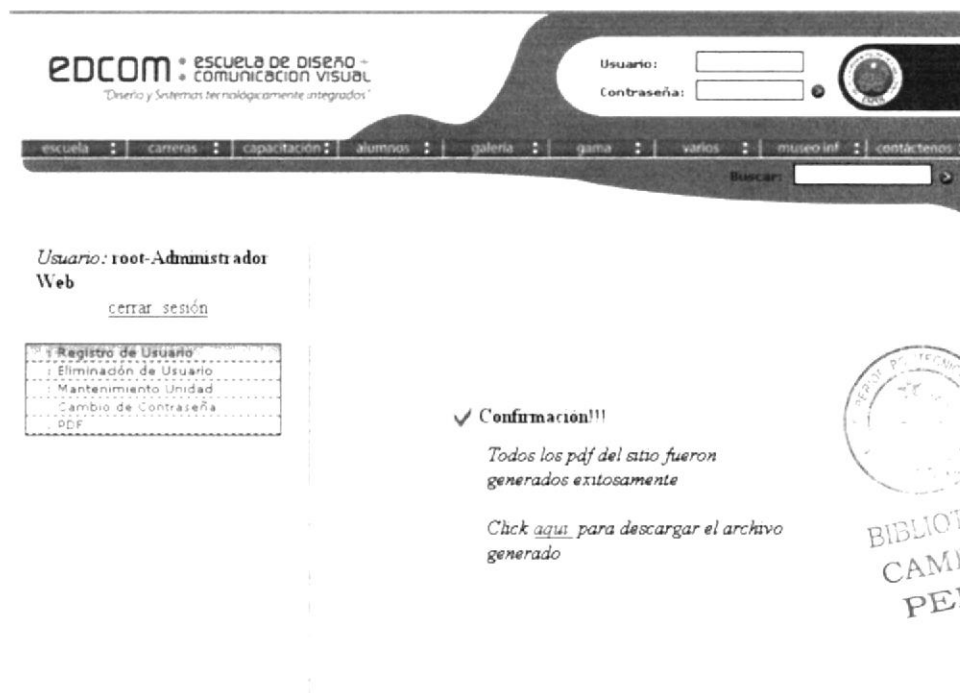 EDCOM : ESCUELA DE DISEÑO +
COMUNICACION VISUAL
"Diseño y Sistemas tecnológicamente integrados"
Usuario:
Contraseña:
escuela : carreras : capacitación : alumnos : galería : gama : varios : museo inf : contáctenos
Buscar:
Usuario: root-Administrador
Web
cerrar sesión
: Registro de Usuario
: Eliminación de Usuario
: Mantenimiento Unidad
: Cambio de Contraseña
: PDF
Confirmación!!!
Todos los pdf del sitio fueron
generados exitosamente
Click aqui para descargar el archivo
generado
BIBLIOT
CAM
PE